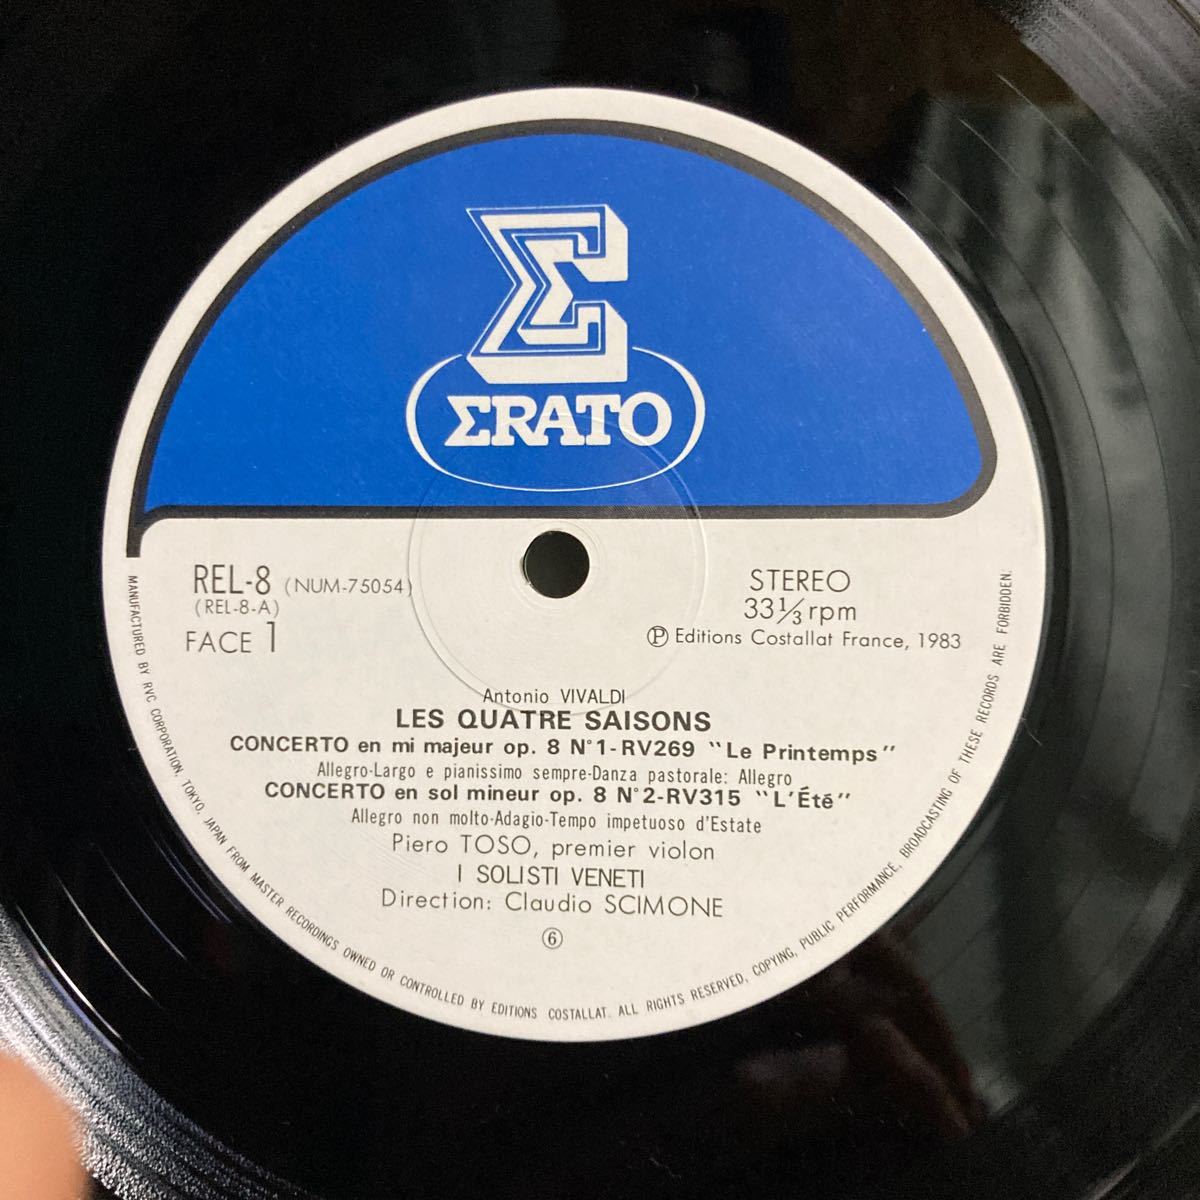 ΣRATO
REL-8 (NUM-75054)
(REL-8-A)
FACE 1
STEREO
33 1/3 rpm
Ⓟ Editions Costallat France, 1983
Antonio VIVALDI
LES QUATRE SAISONS
CONCERTO en mi majeur op. 8 N°1-RV269 "Le Printemps"
Allegro-Largo e pianissimo sempre-Danza pastorale: Allegro
CONCERTO en sol mineur op. 8 N°2-RV315 "L'Été"
Allegro non molto-Adagio-Tempo impetuoso d'Estate
Piero TOSO, premier violon
I SOLISTI VENETI
Direction: Claudio SCIMONE
⑥
MANUFACTURED BY RVC CORPORATION, TOKYO, JAPAN FROM MASTER RECORDINGS OWNED OR CONTROLLED BY EDITIONS COSTALLAT. ALL RIGHTS RESERVED, COPYING, PUBLIC PERFORMANCE, BROADCASTING OF THESE RECORDS ARE FORBIDDEN.